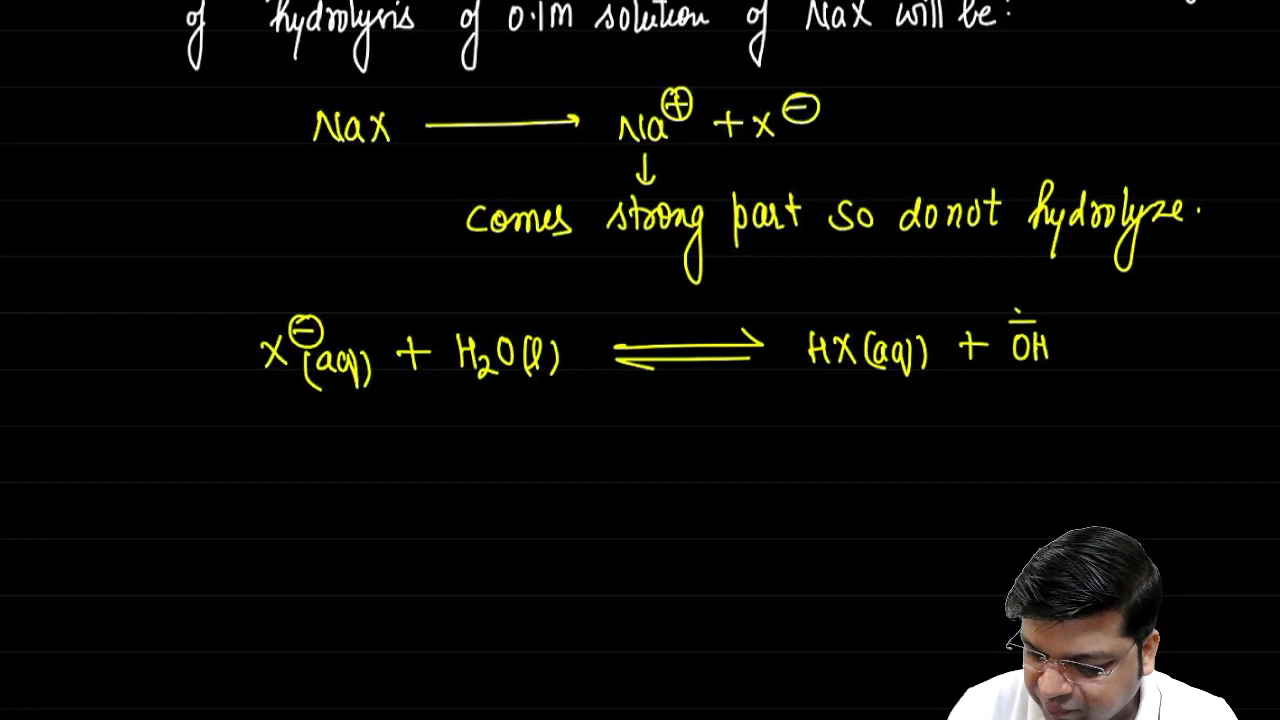 of hydrolysis of 0.1M solution of NaX will be:
NaX ⟶ Na⊕ + X⊖
↓
comes strong part so donot hydrolyze.
X⊖(aq) + H₂O(l) ⇌ HX(aq) + OH⁻